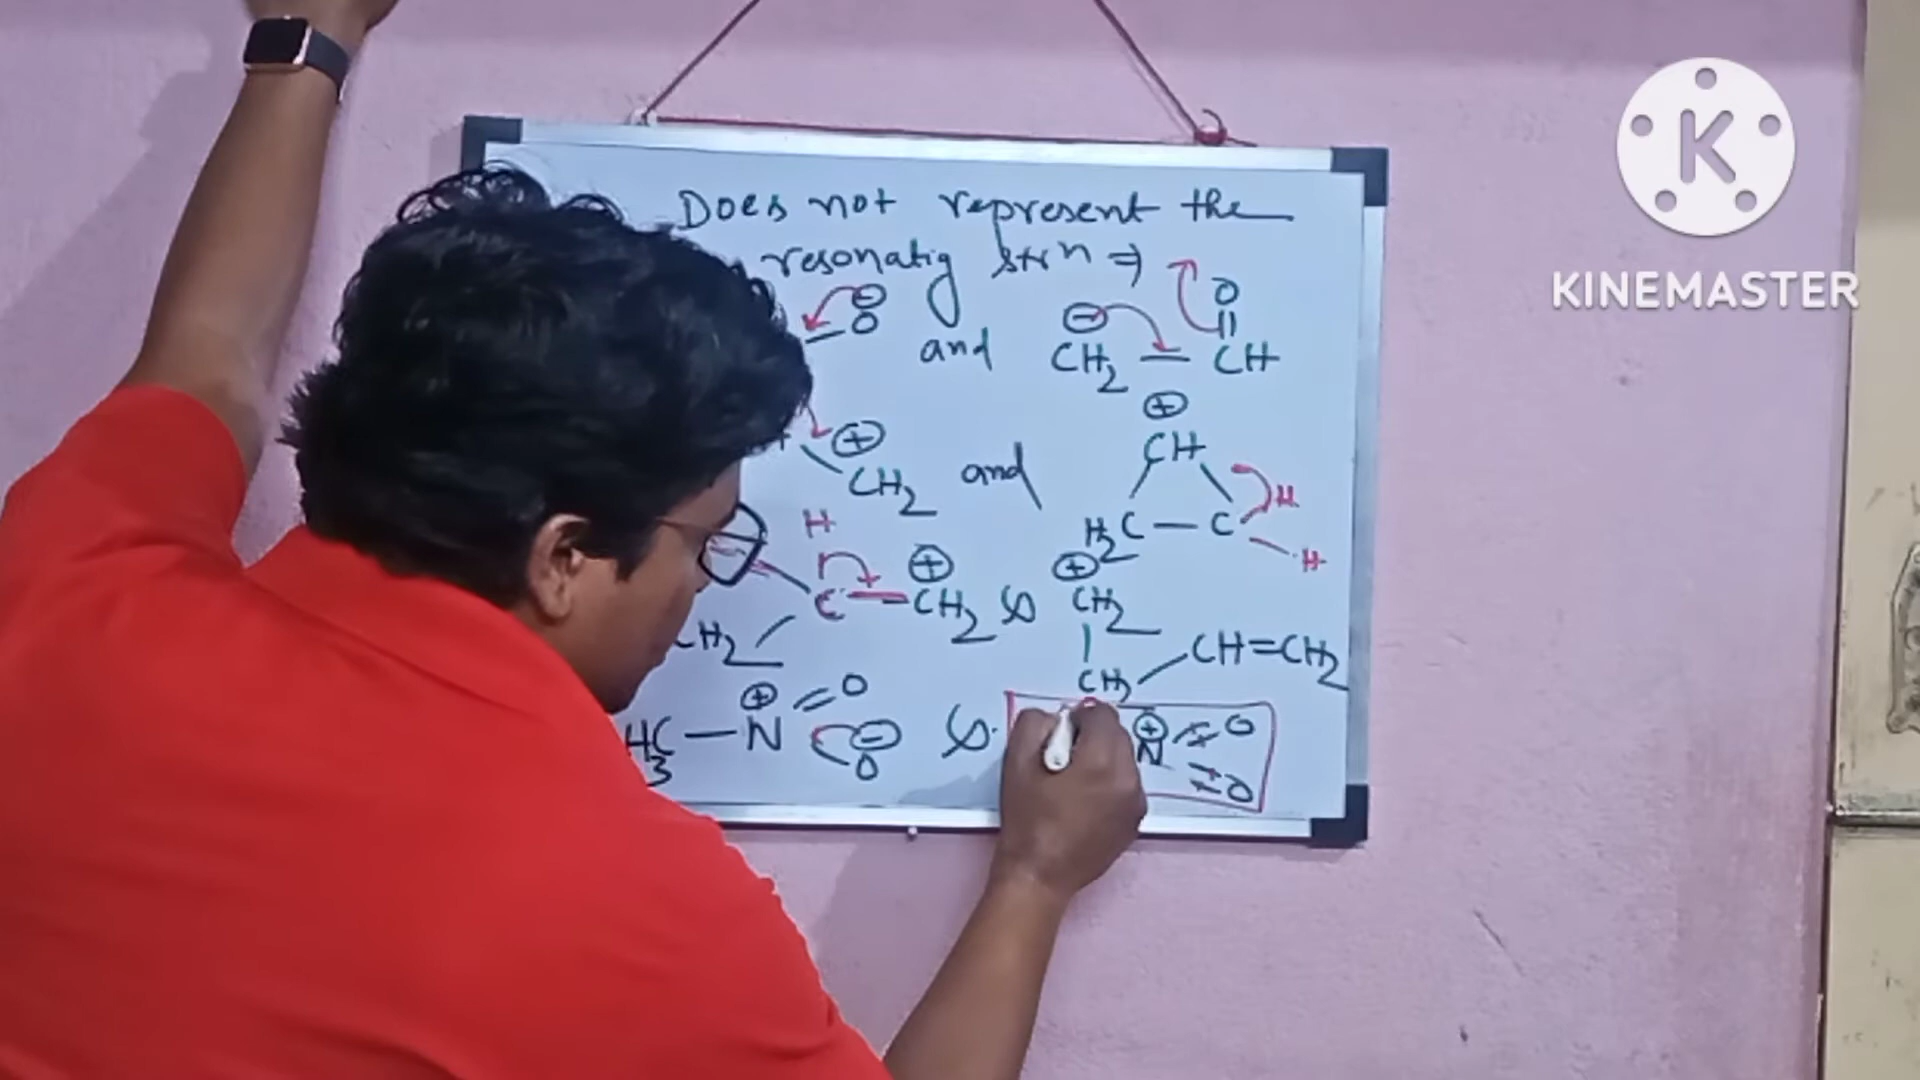 Does not represent the
resonatig strn ⇒
⊖
O
and
⊖
CH2 — CH
O
⊕
CH2
and
⊕
CH
H2C — C
H
H
H
C — CH2
⊕
&
⊕
CH2
CH2
CH2
CH=CH2
H3C — N
⊕
O
⊖
O
&
⊕
N
O
O
K
KINEMASTER